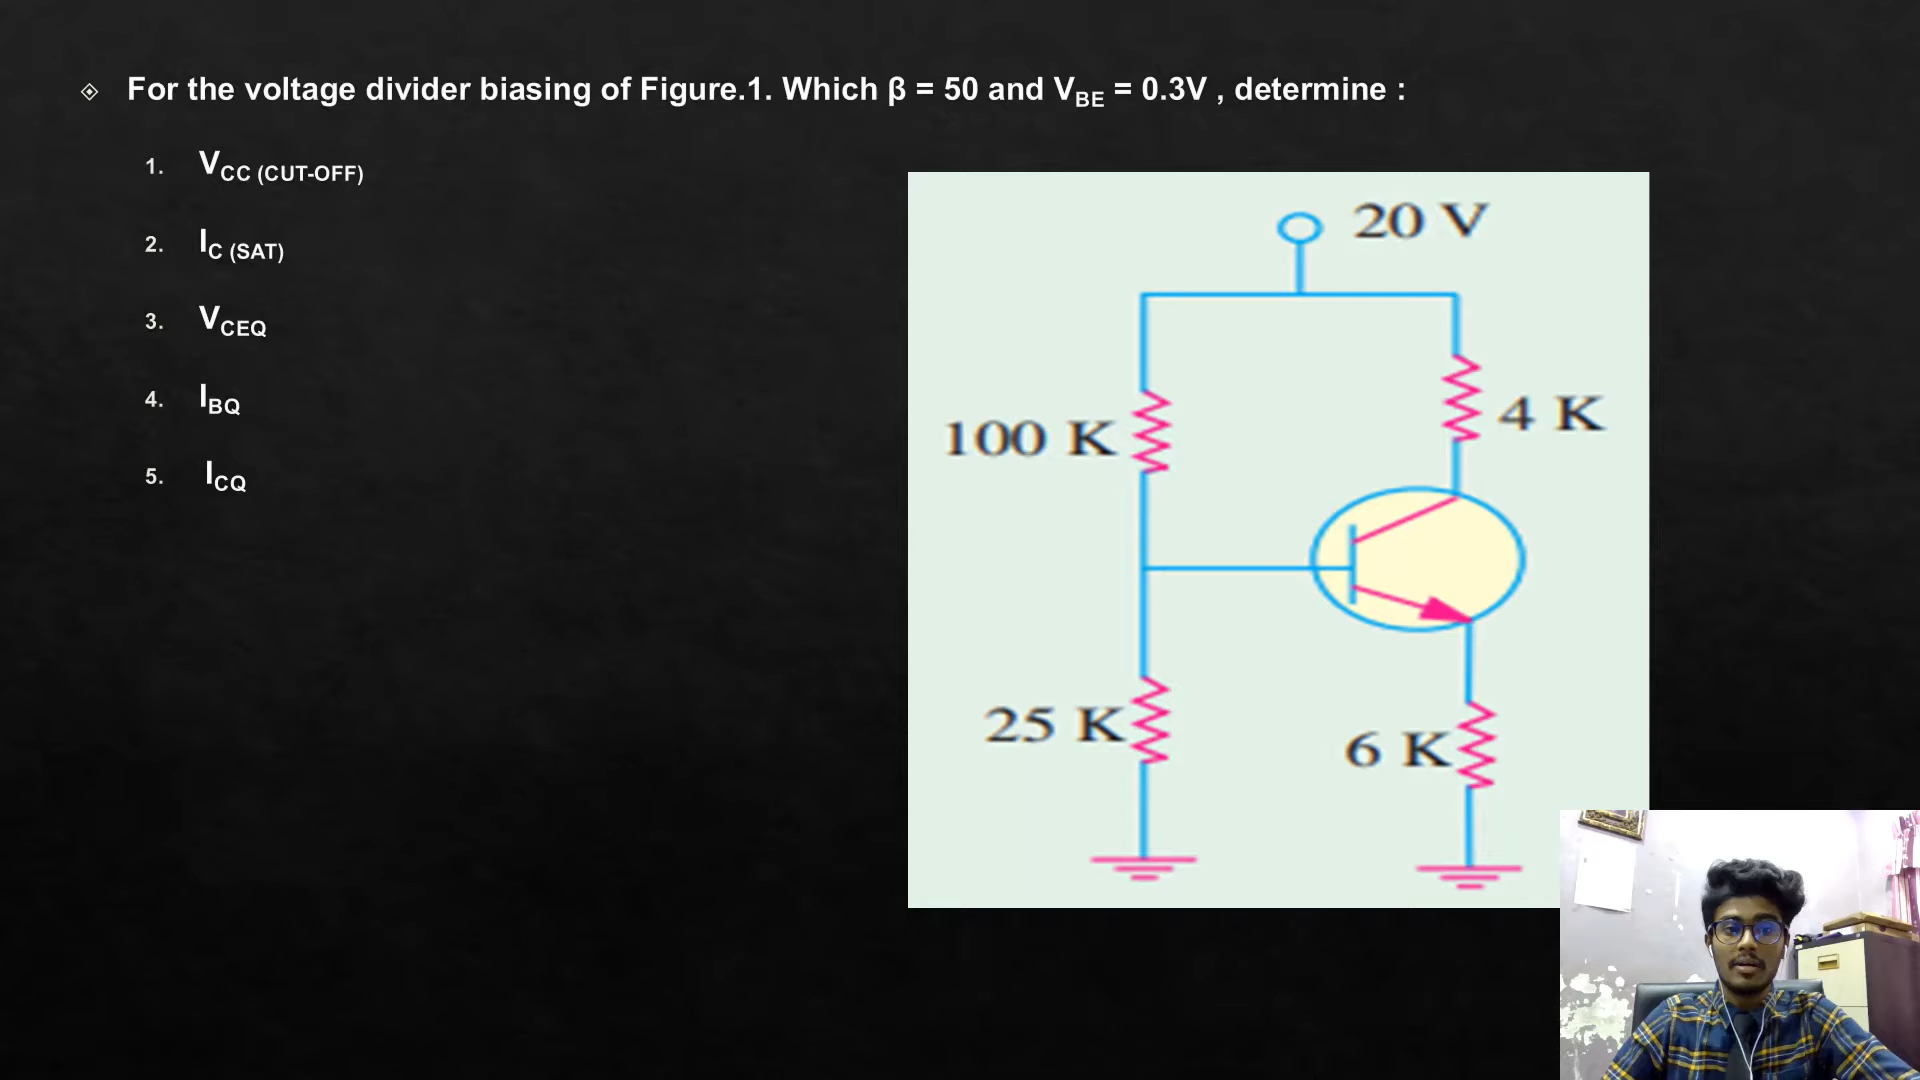 For the voltage divider biasing of Figure.1. Which β = 50 and VBE = 0.3V , determine :
1. VCC (CUT-OFF)
2. IC (SAT)
3. VCEQ
4. IBQ
5. ICQ
20 V
100 K
4 K
25 K
6 K